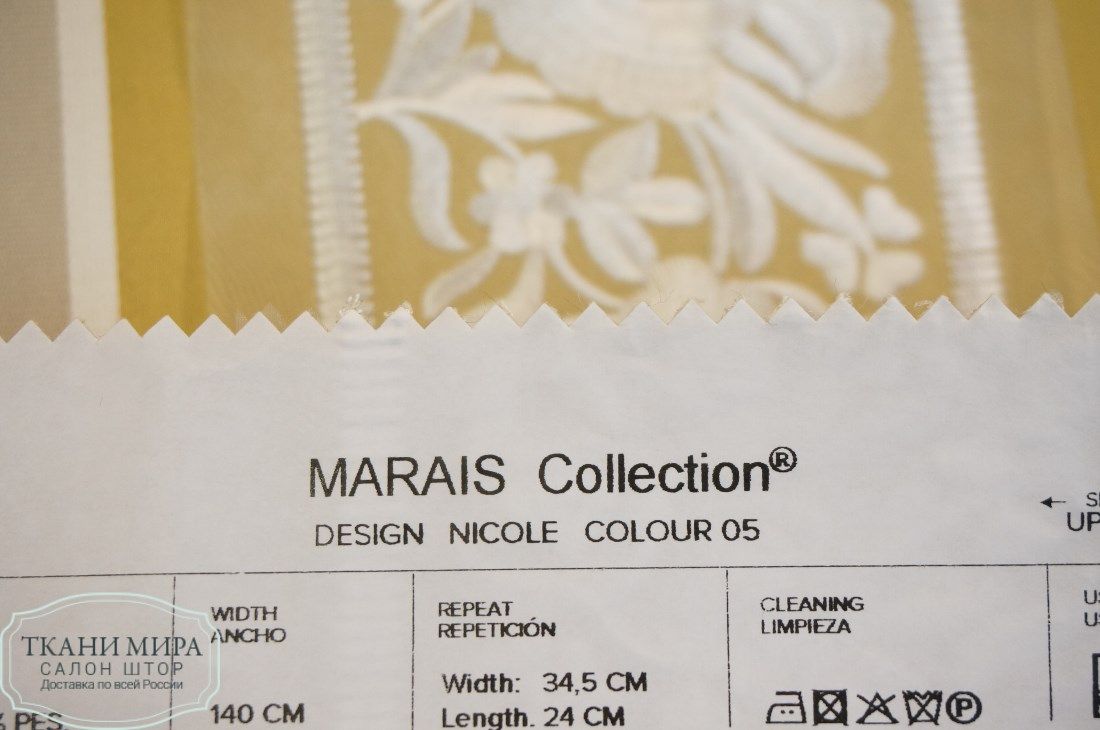 MARAIS Collection®
DESIGN NICOLE COLOUR 05
WIDTH
ANCHO
140 CM
REPEAT
REPETICIÓN
Width: 34,5 CM
Length. 24 CM
CLEANING
LIMPIEZA
% PES
ТКАНИ МИРА
САЛОН ШТОР
Доставка по всей России